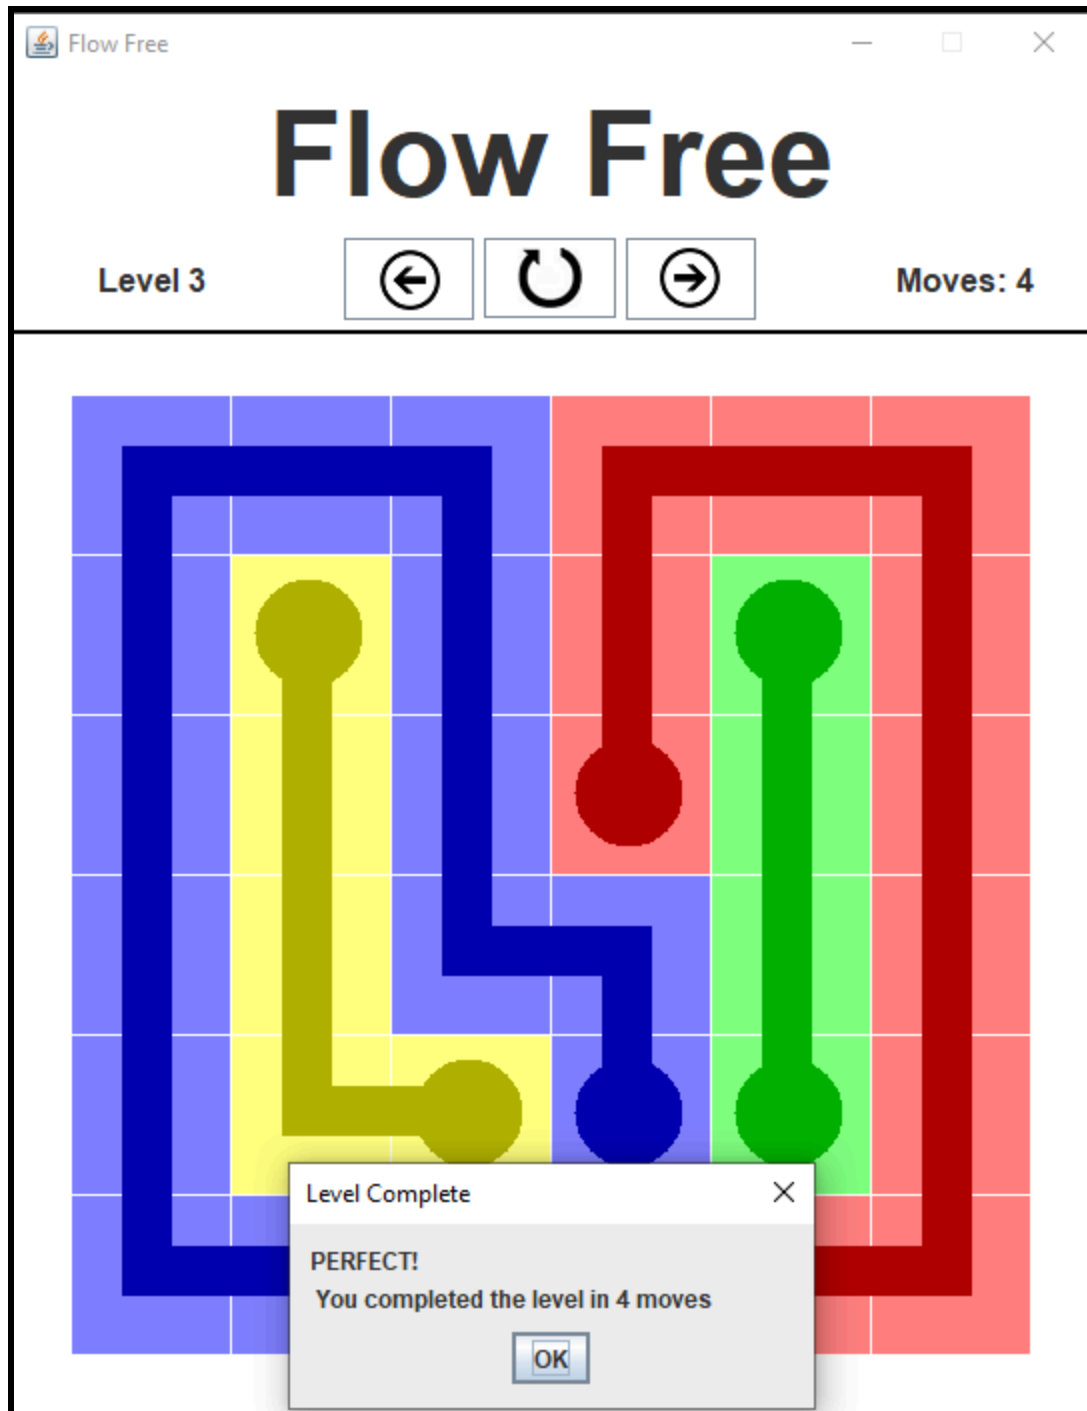 Flow Free
Flow Free
Level 3
Moves: 4
Level Complete
PERFECT!
You completed the level in 4 moves
OK